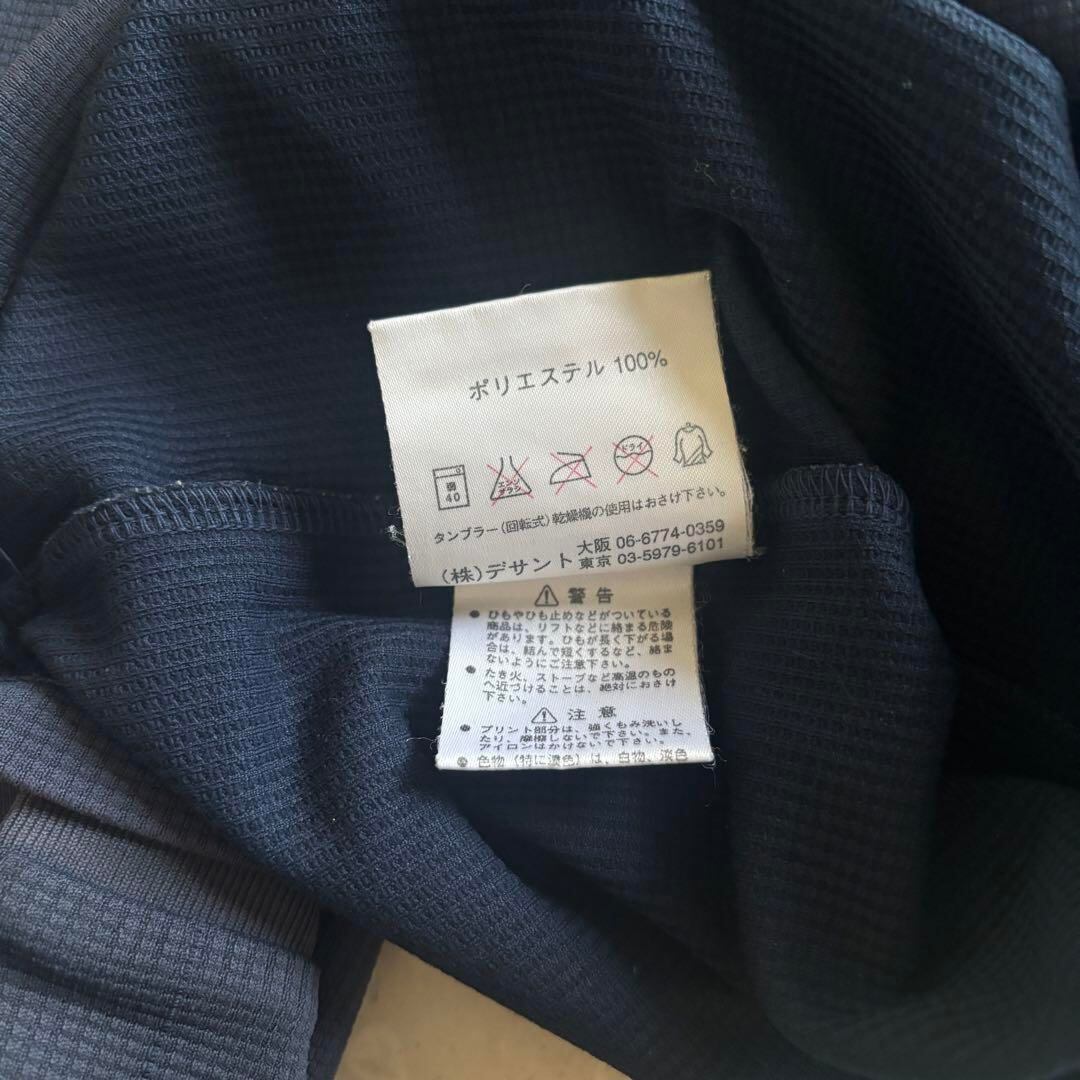 ポリエステル 100%
弱
40
エンソ
サラシ
ドライ
タンブラー(回転式)乾燥機の使用はおさけ下さい。
(株)デサント 大阪 06-6774-0359
東京 03-5979-6101
警告
● ひもやひも止めなどがついている
商品は、リフトなどに絡まる危険
があります。ひもが長く下がる場
合は、結んで短くするなど、絡ま
ないようにご注意下さい。
● たき火、ストーブなど高温のもの
へ近づけることは、絶対におさけ
下さい。
注意
● プリント部分は、強くもみ洗いし
たり、摩擦しないで下さい。また、
アイロンはかけないで下さい。
● 色物(特に濃色)は、白物、淡色